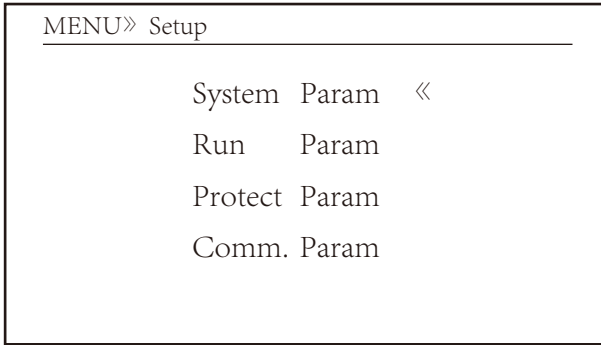 MENU» Setup
System Param «
Run Param
Protect Param
Comm. Param